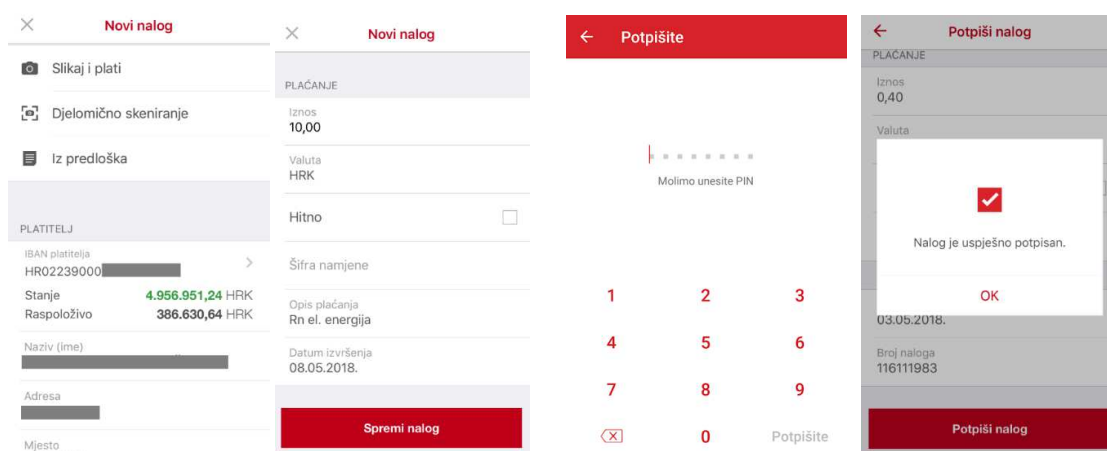 Novi nalog
Slikaj i plati
Djelomično skeniranje
Iz predloška
PLATITELJ
IBAN platitelja
HR02239000
Stanje 4.956.951,24 HRK
Raspoloživo 386.630,64 HRK
Naziv (ime)
Adresa
Mjesto
Novi nalog
PLAĆANJE
Iznos
10,00
Valuta
HRK
Hitno
Šifra namjene
Opis plaćanja
Rn el. energija
Datum izvršenja
08.05.2018.
Spremi nalog
Potpišite
Molimo unesite PIN
1 2 3
4 5 6
7 8 9
0 Potpišite
Potpiši nalog
PLAĆANJE
Iznos
0,40
Valuta
Nalog je uspješno potpisan.
OK
03.05.2018.
Broj naloga
116111983
Potpiši nalog